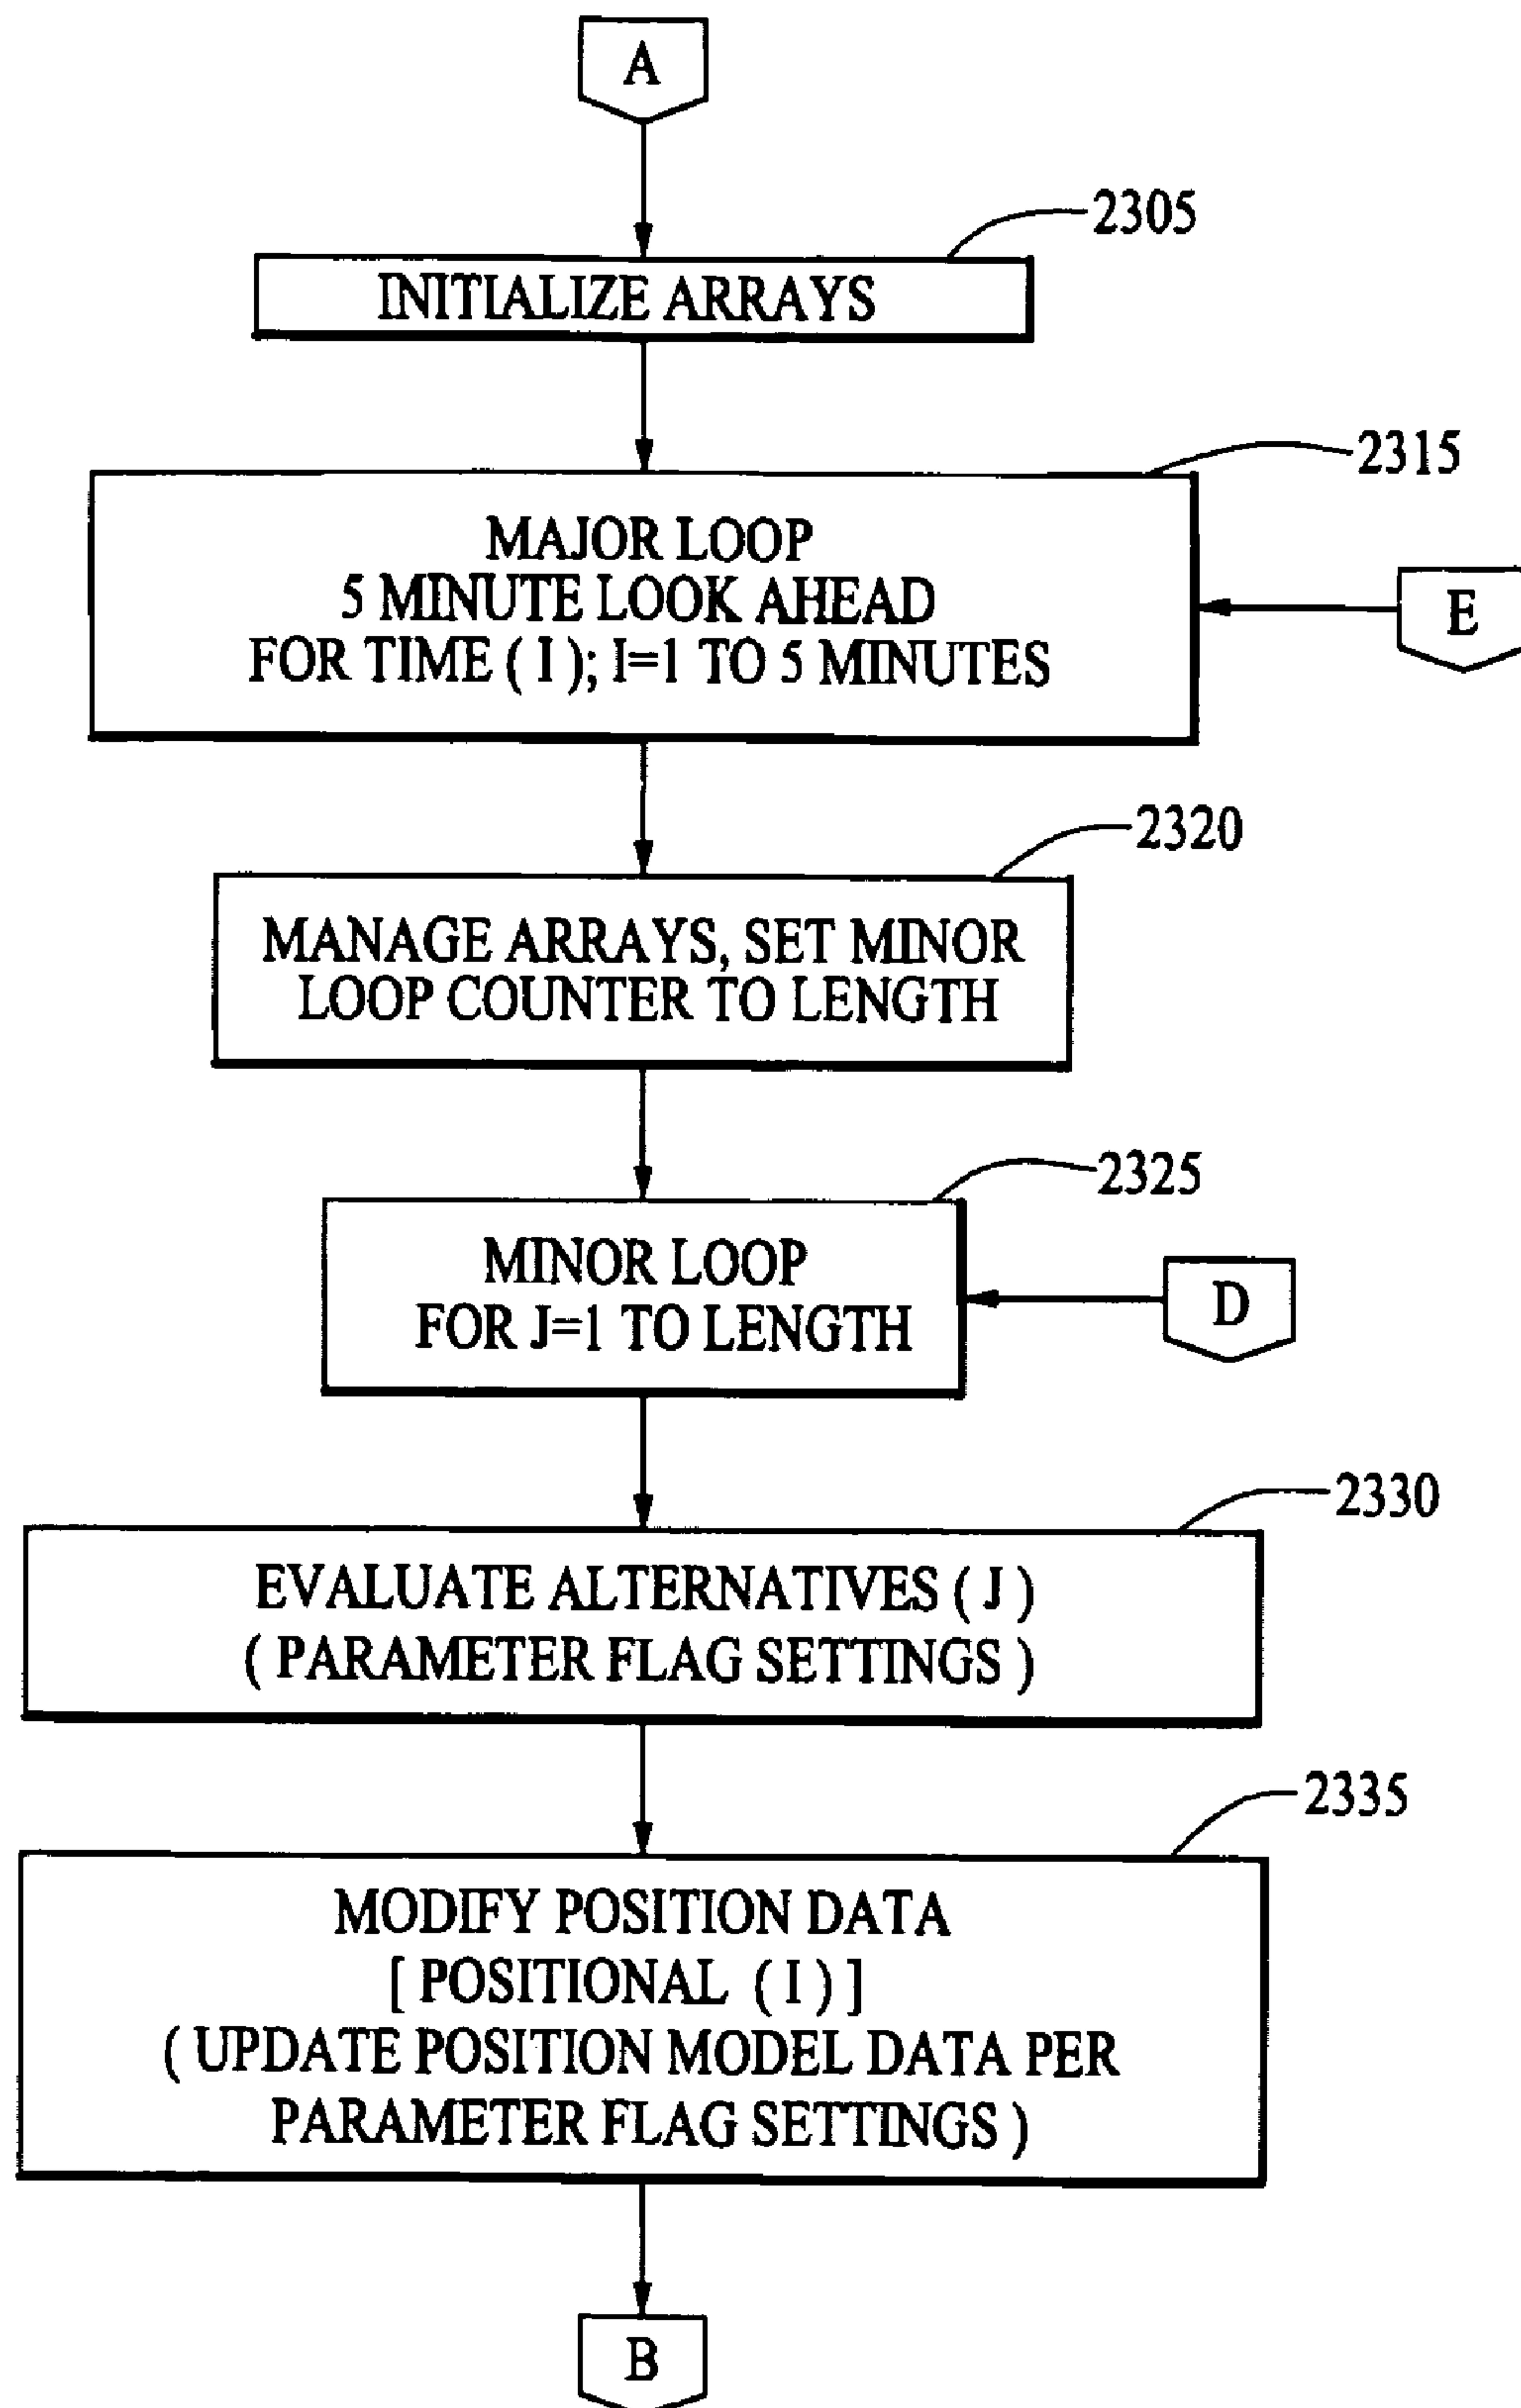 A
2305
INITIALIZE ARRAYS
2315
MAJOR LOOP
5 MINUTE LOOK AHEAD
FOR TIME ( I ); I=1 TO 5 MINUTES
E
2320
MANAGE ARRAYS, SET MINOR
LOOP COUNTER TO LENGTH
2325
MINOR LOOP
FOR J=1 TO LENGTH
D
2330
EVALUATE ALTERNATIVES ( J )
( PARAMETER FLAG SETTINGS )
2335
MODIFY POSITION DATA
[ POSITIONAL ( I ) ]
( UPDATE POSITION MODEL DATA PER
PARAMETER FLAG SETTINGS )
B